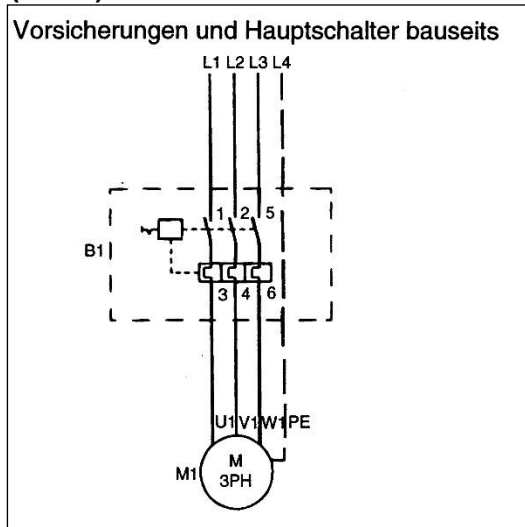 Vorsicherungen und Hauptschalter bauseits
L1 L2 L3 L4
1 2 5
B1
3 4 6
U1 V1 W1 PE
M1
M
3PH